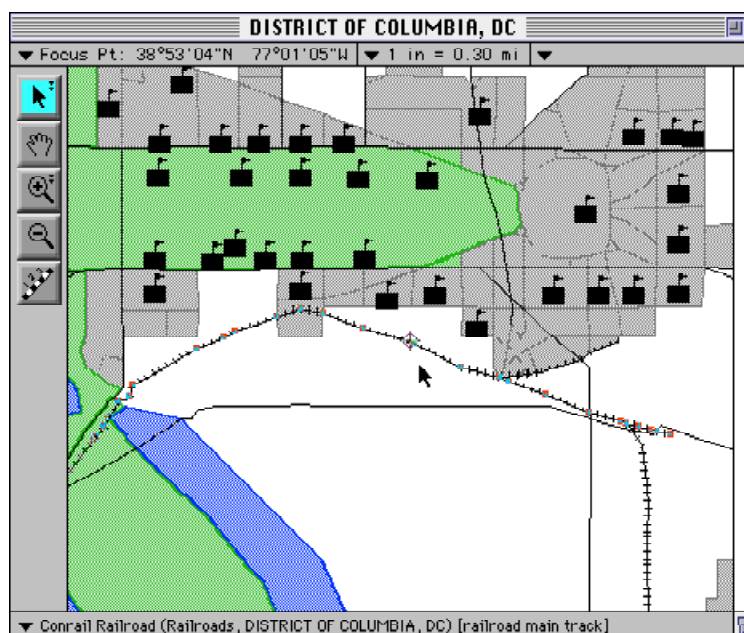 DISTRICT OF COLUMBIA, DC
Focus Pt: 38°53'04"N 77°01'05"W 1 in = 0.30 mi
Conrail Railroad (Railroads, DISTRICT OF COLUMBIA, DC) [railroad main track]